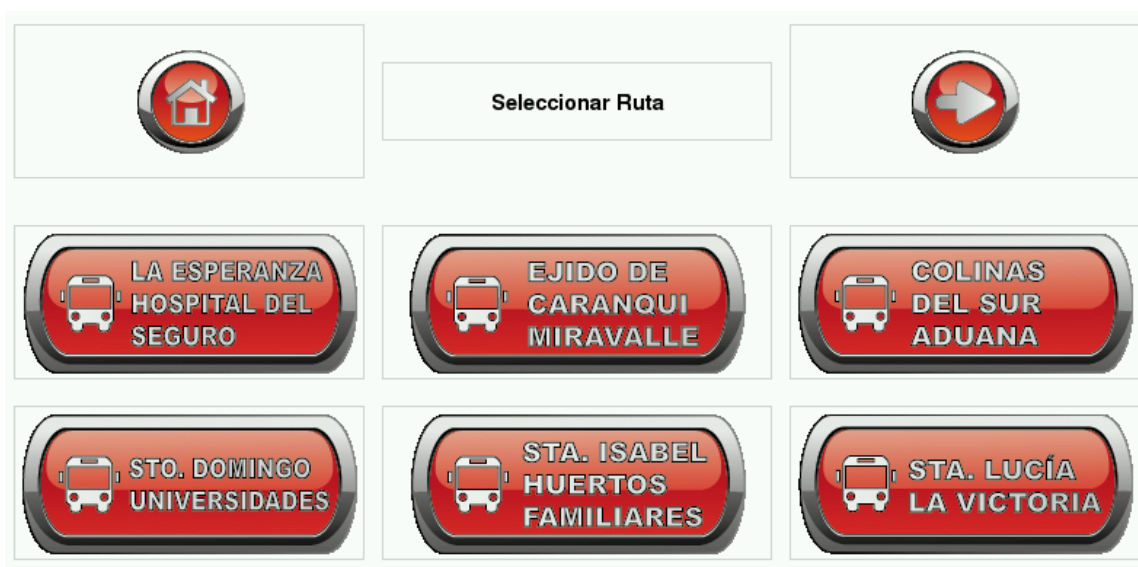 Seleccionar Ruta
LA ESPERANZA
HOSPITAL DEL
SEGURO
EJIDO DE
CARANQUI
MIRAVALLE
COLINAS
DEL SUR
ADUANA
STO. DOMINGO
UNIVERSIDADES
STA. ISABEL
HUERTOS
FAMILIARES
STA. LUCÍA
LA VICTORIA